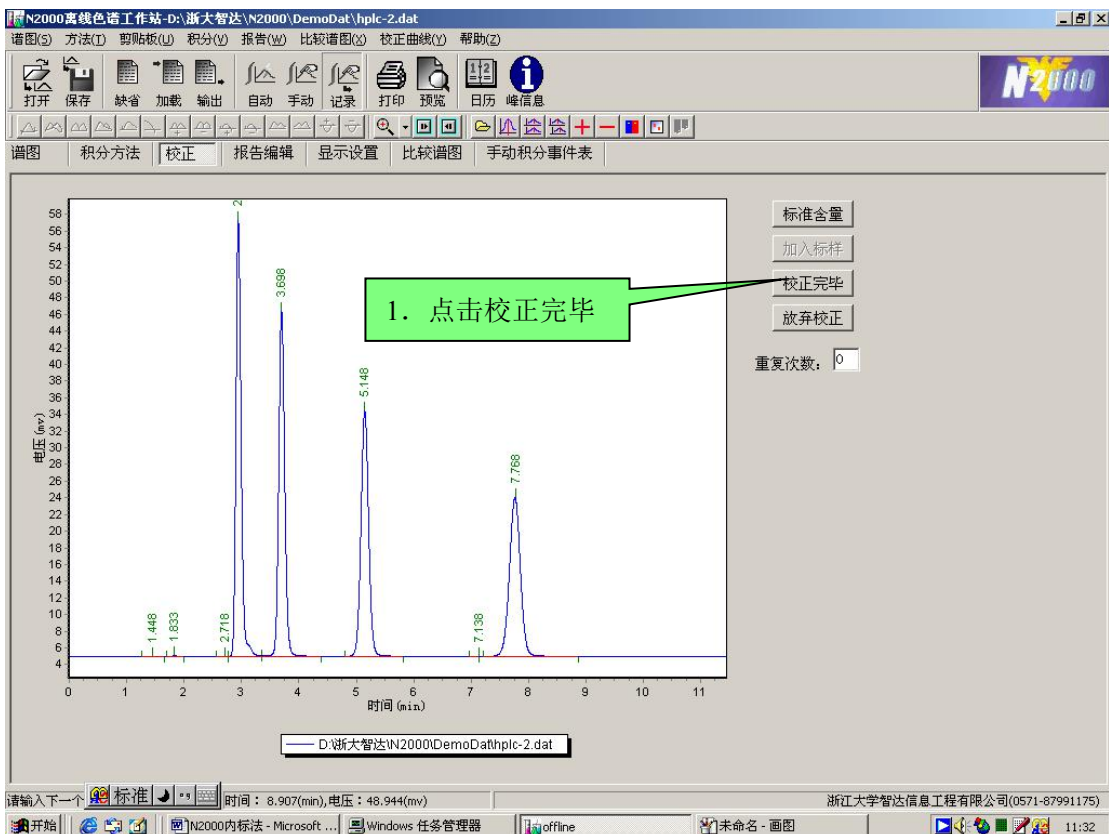 N2000离线色谱工作站-D:\浙大智达\N2000\DemoDat\hplc-2.dat
谱图(S) 方法(T) 剪贴板(U) 积分(V) 报告(W) 比较谱图(X) 校正曲线(Y) 帮助(Z)
打开 保存 缺省 加载 输出 自动 手动 记录 打印 预览 日历 峰信息
N2000
谱图 积分方法 校正 报告编辑 显示设置 比较谱图 手动积分事件表
标准含量
加入标样
校正完毕
放弃校正
重复次数: 0
1. 点击校正完毕
电压(mv)
58
56
54
52
50
48
46
44
42
40
38
36
34
32
30
28
26
24
22
20
18
16
14
12
10
8
6
4
1.448
1.833
2.718
2
3.698
5.148
7.138
7.768
0 1 2 3 4 5 6 7 8 9 10 11
时间(min)
D:\浙大智达\N2000\DemoDat\hplc-2.dat
请输入下一个 标准 时间: 8.907(min),电压: 48.944(mv) 浙江大学智达信息工程有限公司(0571-87991175)
开始 N2000内标法 - Microsoft ... Windows 任务管理器 offline 未命名 - 画图 11:32